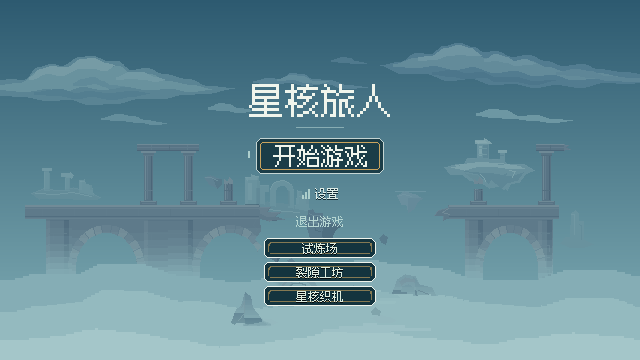 星核旅人
开始游戏
设置
退出游戏
试炼场
裂隙工坊
星核织机